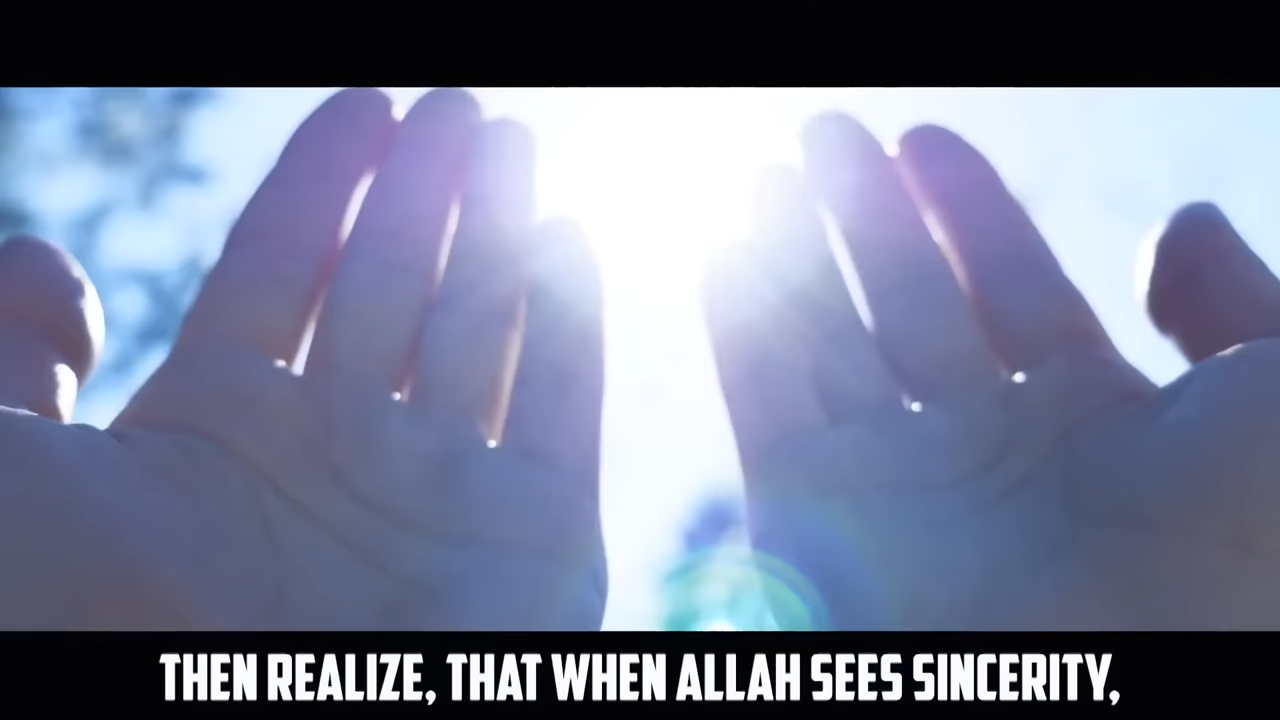 THEN REALIZE, THAT WHEN ALLAH SEES SINCERITY,